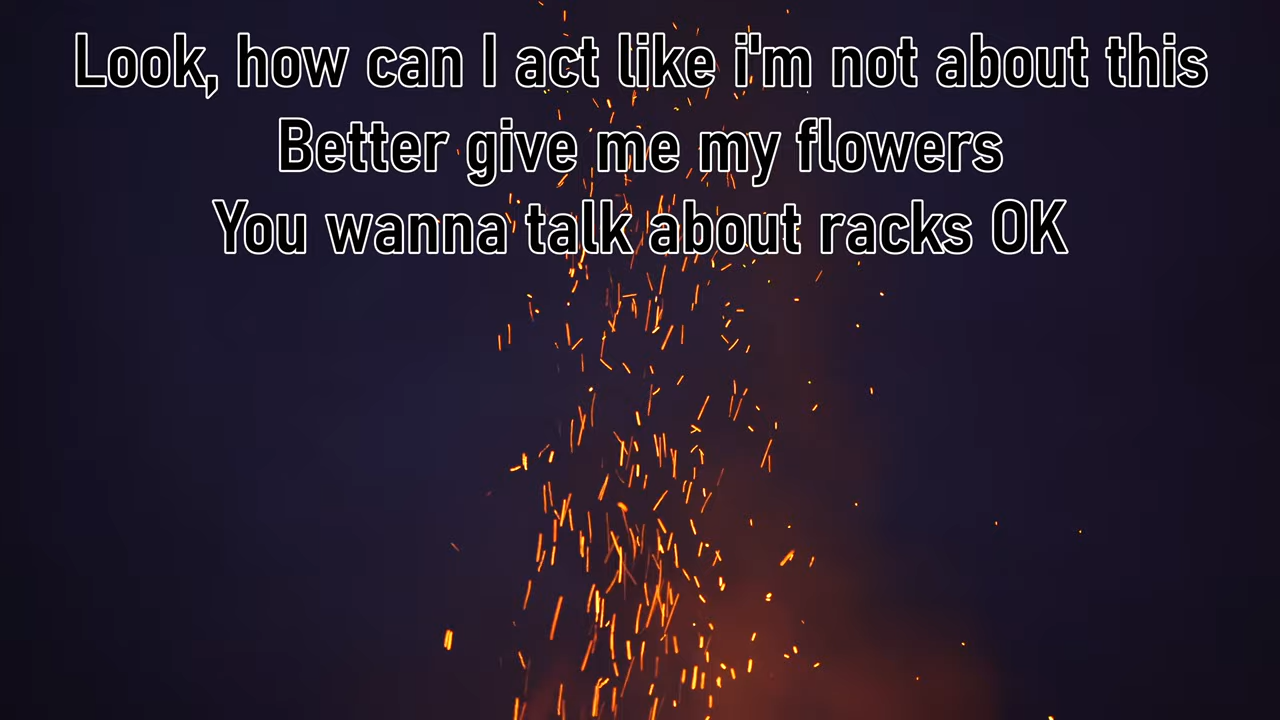 Look, how can I act like i'm not about this
Better give me my flowers
You wanna talk about racks OK